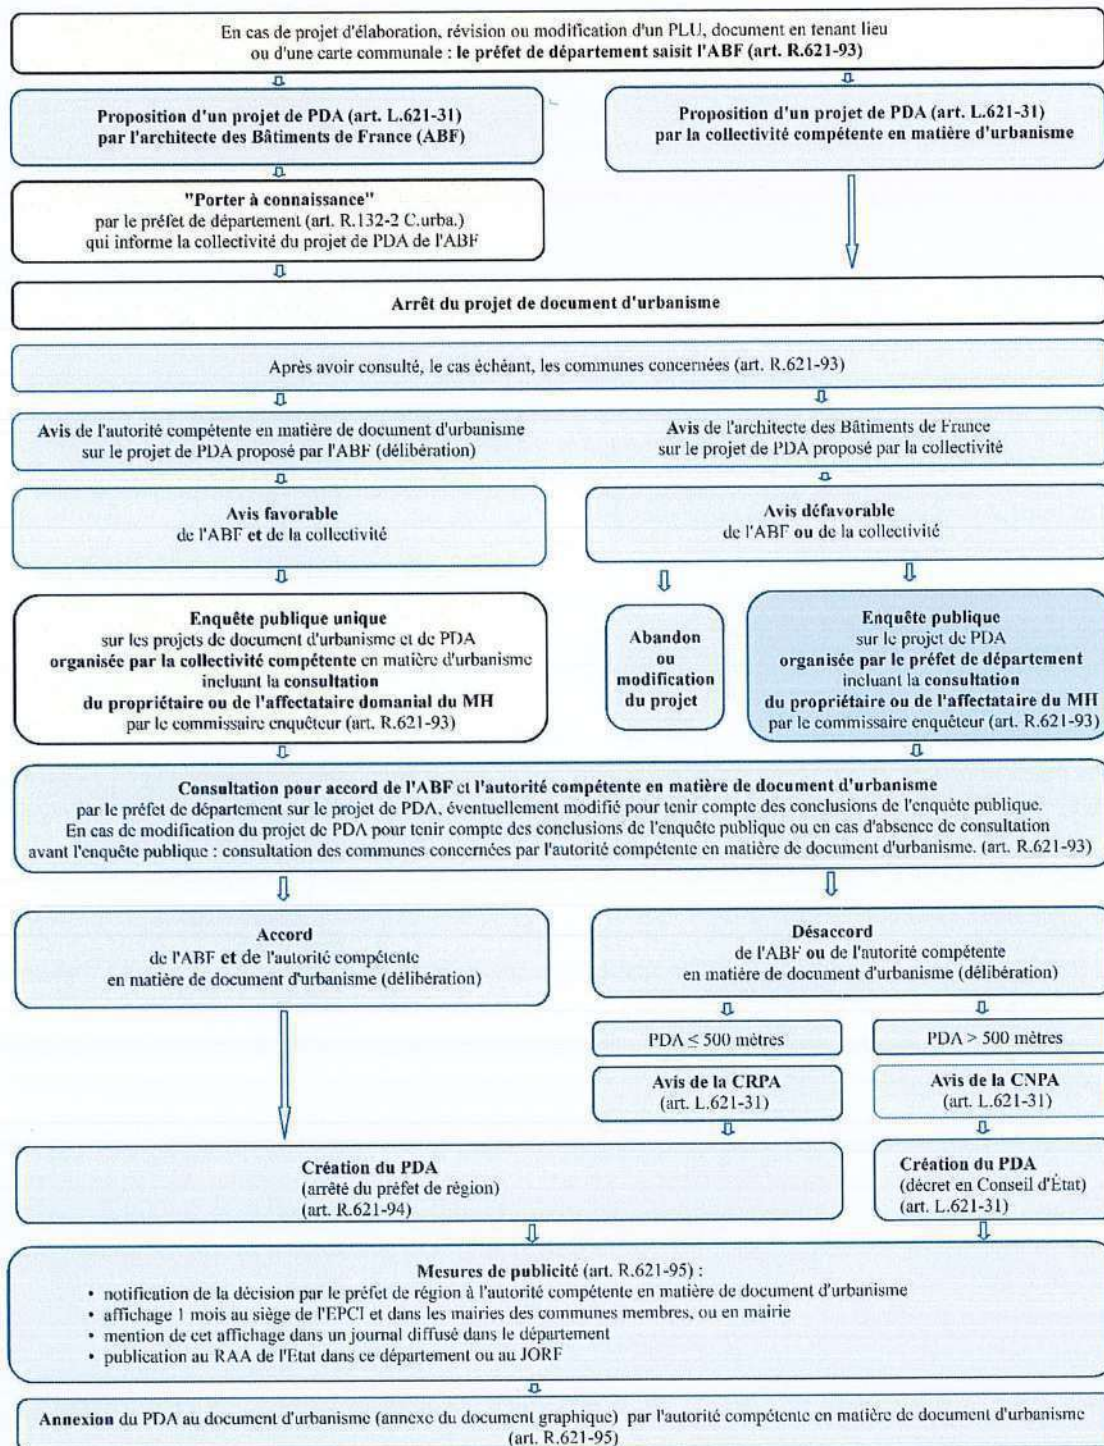 En cas de projet d'élaboration, révision ou modification d'un PLU, document en tenant lieu
ou d'une carte communale : le préfet de département saisit l'ABF (art. R.621-93)
Proposition d'un projet de PDA (art. L.621-31)
par l'architecte des Bâtiments de France (ABF)
Proposition d'un projet de PDA (art. L.621-31)
par la collectivité compétente en matière d'urbanisme
"Porter à connaissance"
par le préfet de département (art. R.132-2 C.urba.)
qui informe la collectivité du projet de PDA de l'ABF
Arrêt du projet de document d'urbanisme
Après avoir consulté, le cas échéant, les communes concernées (art. R.621-93)
Avis de l'autorité compétente en matière de document d'urbanisme
sur le projet de PDA proposé par l'ABF (délibération)
Avis de l'architecte des Bâtiments de France
sur le projet de PDA proposé par la collectivité
Avis favorable
de l'ABF et de la collectivité
Avis défavorable
de l'ABF ou de la collectivité
Enquête publique unique
sur les projets de document d'urbanisme et de PDA
organisée par la collectivité compétente en matière d'urbanisme
incluant la consultation
du propriétaire ou de l'affectataire domanial du MH
par le commissaire enquêteur (art. R.621-93)
Abandon
ou
modification
du projet
Enquête publique
sur le projet de PDA
organisée par le préfet de département
incluant la consultation
du propriétaire ou de l'affectataire du MH
par le commissaire enquêteur (art. R.621-93)
Consultation pour accord de l'ABF et l'autorité compétente en matière de document d'urbanisme
par le préfet de département sur le projet de PDA, éventuellement modifié pour tenir compte des conclusions de l'enquête publique.
En cas de modification du projet de PDA pour tenir compte des conclusions de l'enquête publique ou en cas d'absence de consultation
avant l'enquête publique : consultation des communes concernées par l'autorité compétente en matière de document d'urbanisme. (art. R.621-93)
Accord
de l'ABF et de l'autorité compétente
en matière de document d'urbanisme (délibération)
Désaccord
de l'ABF ou de l'autorité compétente
en matière de document d'urbanisme (délibération)
PDA ≤ 500 mètres
PDA > 500 mètres
Avis de la CRPA
(art. L.621-31)
Avis de la CNPA
(art. L.621-31)
Création du PDA
(arrêté du préfet de région)
(art. R.621-94)
Création du PDA
(décret en Conseil d'État)
(art. L.621-31)
Mesures de publicité (art. R.621-95) :
• notification de la décision par le préfet de région à l'autorité compétente en matière de document d'urbanisme
• affichage 1 mois au siège de l'EPCI et dans les mairies des communes membres, ou en mairie
• mention de cet affichage dans un journal diffusé dans le département
• publication au RAA de l'Etat dans ce département ou au JORF
Annexion du PDA au document d'urbanisme (annexe du document graphique) par l'autorité compétente en matière de document d'urbanisme
(art. R.621-95)